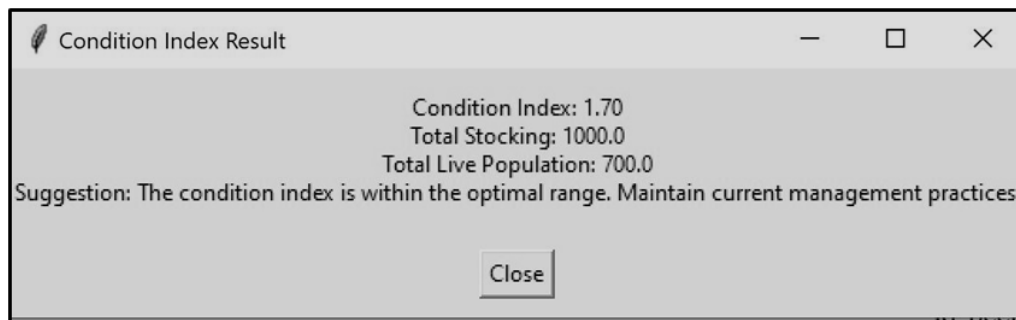 Condition Index Result
Condition Index: 1.70
Total Stocking: 1000.0
Total Live Population: 700.0
Suggestion: The condition index is within the optimal range. Maintain current management practices
Close